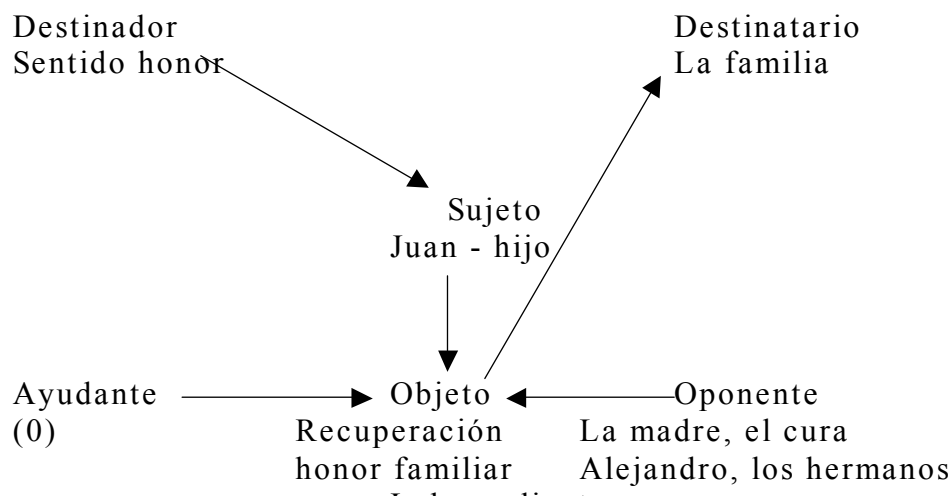 Destinador
Destinatario
Sentido honor
La familia
Sujeto
Juan - hijo
Ayudante
Objeto
Oponente
(0)
Recuperación
La madre, el cura
honor familiar
Alejandro, los hermanos